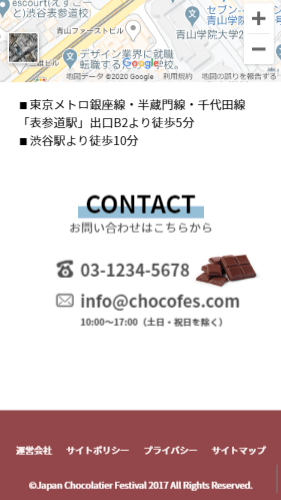 escourt(えすこー
と)渋谷表参道校
セブン-
青山学院
青山学院大学
青山ファーストビル
デザイン業界に就職
転職する
学校。
Google
地図データ ©2020 Google 利用規約 地図の誤りを報告する
■東京メトロ銀座線・半蔵門線・千代田線
「表参道駅」出口B2より徒歩5分
■渋谷駅より徒歩10分
CONTACT
お問い合わせはこちらから
03-1234-5678
info@chocofes.com
10:00〜17:00（土日・祝日を除く）
運営会社 サイトポリシー プライバシー サイトマップ
©Japan Chocolatier Festival 2017 All Rights Reserved.